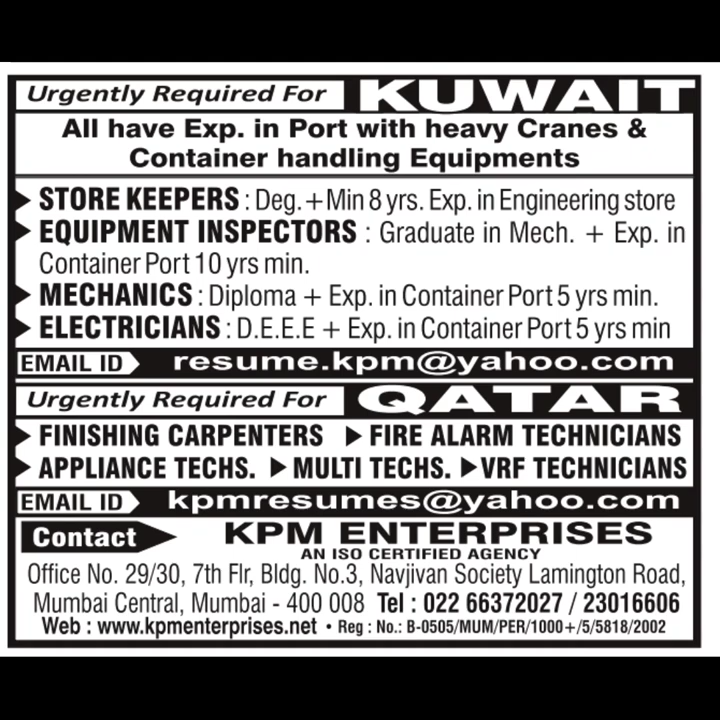 Urgently Required For KUWAIT
All have Exp. in Port with heavy Cranes &
Container handling Equipments
STORE KEEPERS : Deg. + Min 8 yrs. Exp. in Engineering store
EQUIPMENT INSPECTORS : Graduate in Mech. + Exp. in
Container Port 10 yrs min.
MECHANICS : Diploma + Exp. in Container Port 5 yrs min.
ELECTRICIANS : D.E.E.E + Exp. in Container Port 5 yrs min
EMAIL ID resume.kpm@yahoo.com
Urgently Required For QATAR
FINISHING CARPENTERS ▶ FIRE ALARM TECHNICIANS
APPLIANCE TECHS. ▶ MULTI TECHS. ▶ VRF TECHNICIANS
EMAIL ID kpmresumes@yahoo.com
Contact KPM ENTERPRISES
AN ISO CERTIFIED AGENCY
Office No. 29/30, 7th Flr, Bldg. No.3, Navjivan Society Lamington Road,
Mumbai Central, Mumbai - 400 008 Tel : 022 66372027 / 23016606
Web : www.kpmenterprises.net • Reg : No.: B-0505/MUM/PER/1000+/5/5818/2002